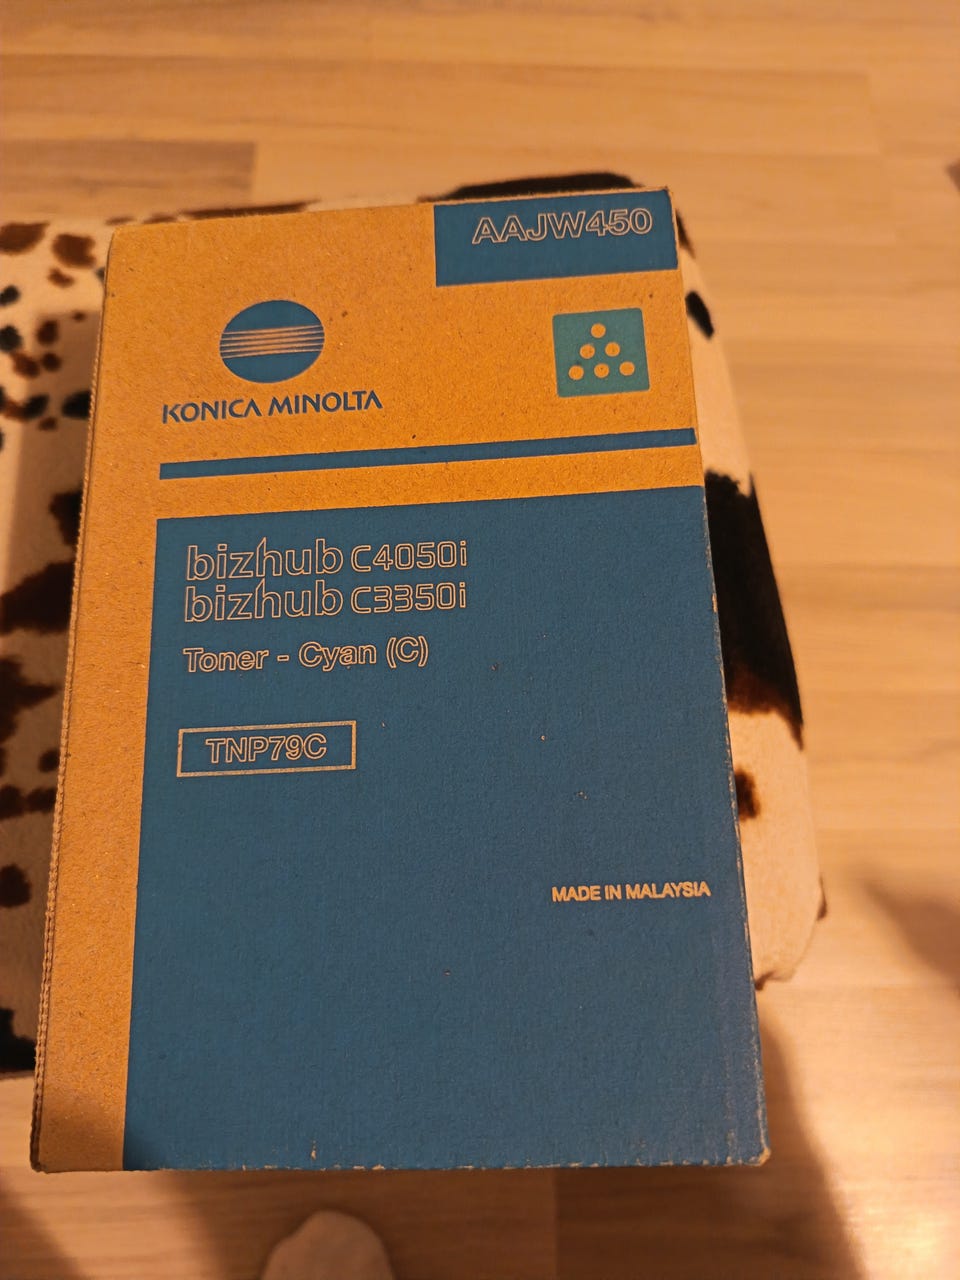 AAJW450
KONICA MINOLTA
bizhub C4050i
bizhub C3350i
Toner - Cyan (C)
TNP79C
MADE IN MALAYSIA